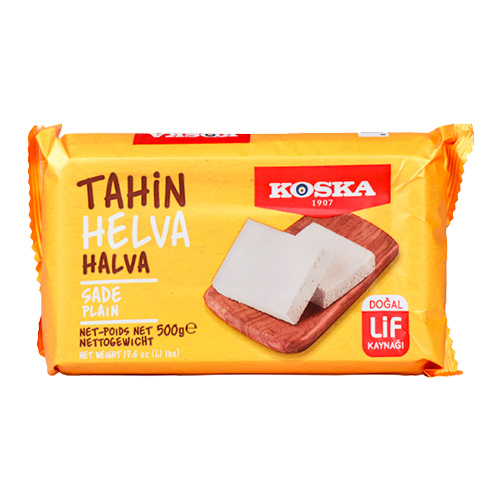 KOSKA
1907
TAHiN
HELVA
HALVA
SADE
PLAIN
NET-POIDS NET 500g℮
NETTOGEWICHT
NET WEIGHT 17.6 oz (1.1 lbs)
DOĞAL
LiF
KAYNAĞI